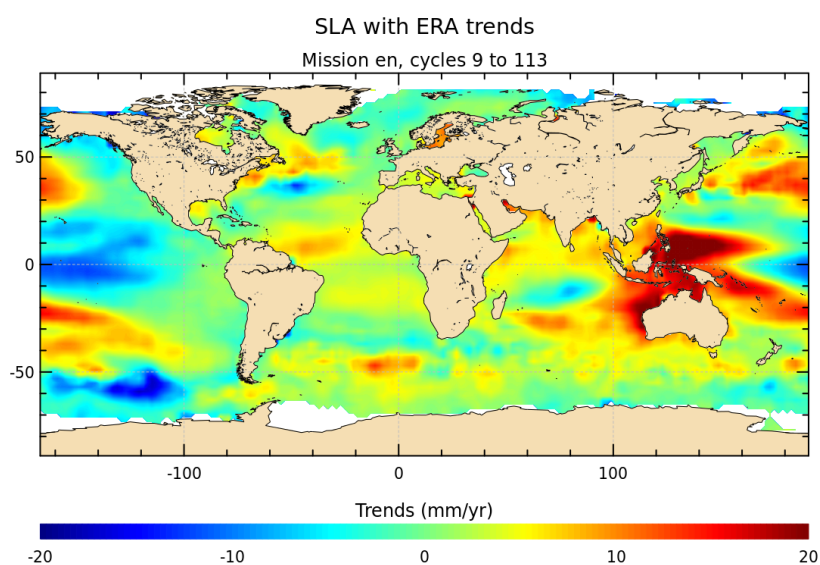 SLA with ERA trends
Mission en, cycles 9 to 113
50
0
-50
-100 0 100
Trends (mm/yr)
-20 -10 0 10 20